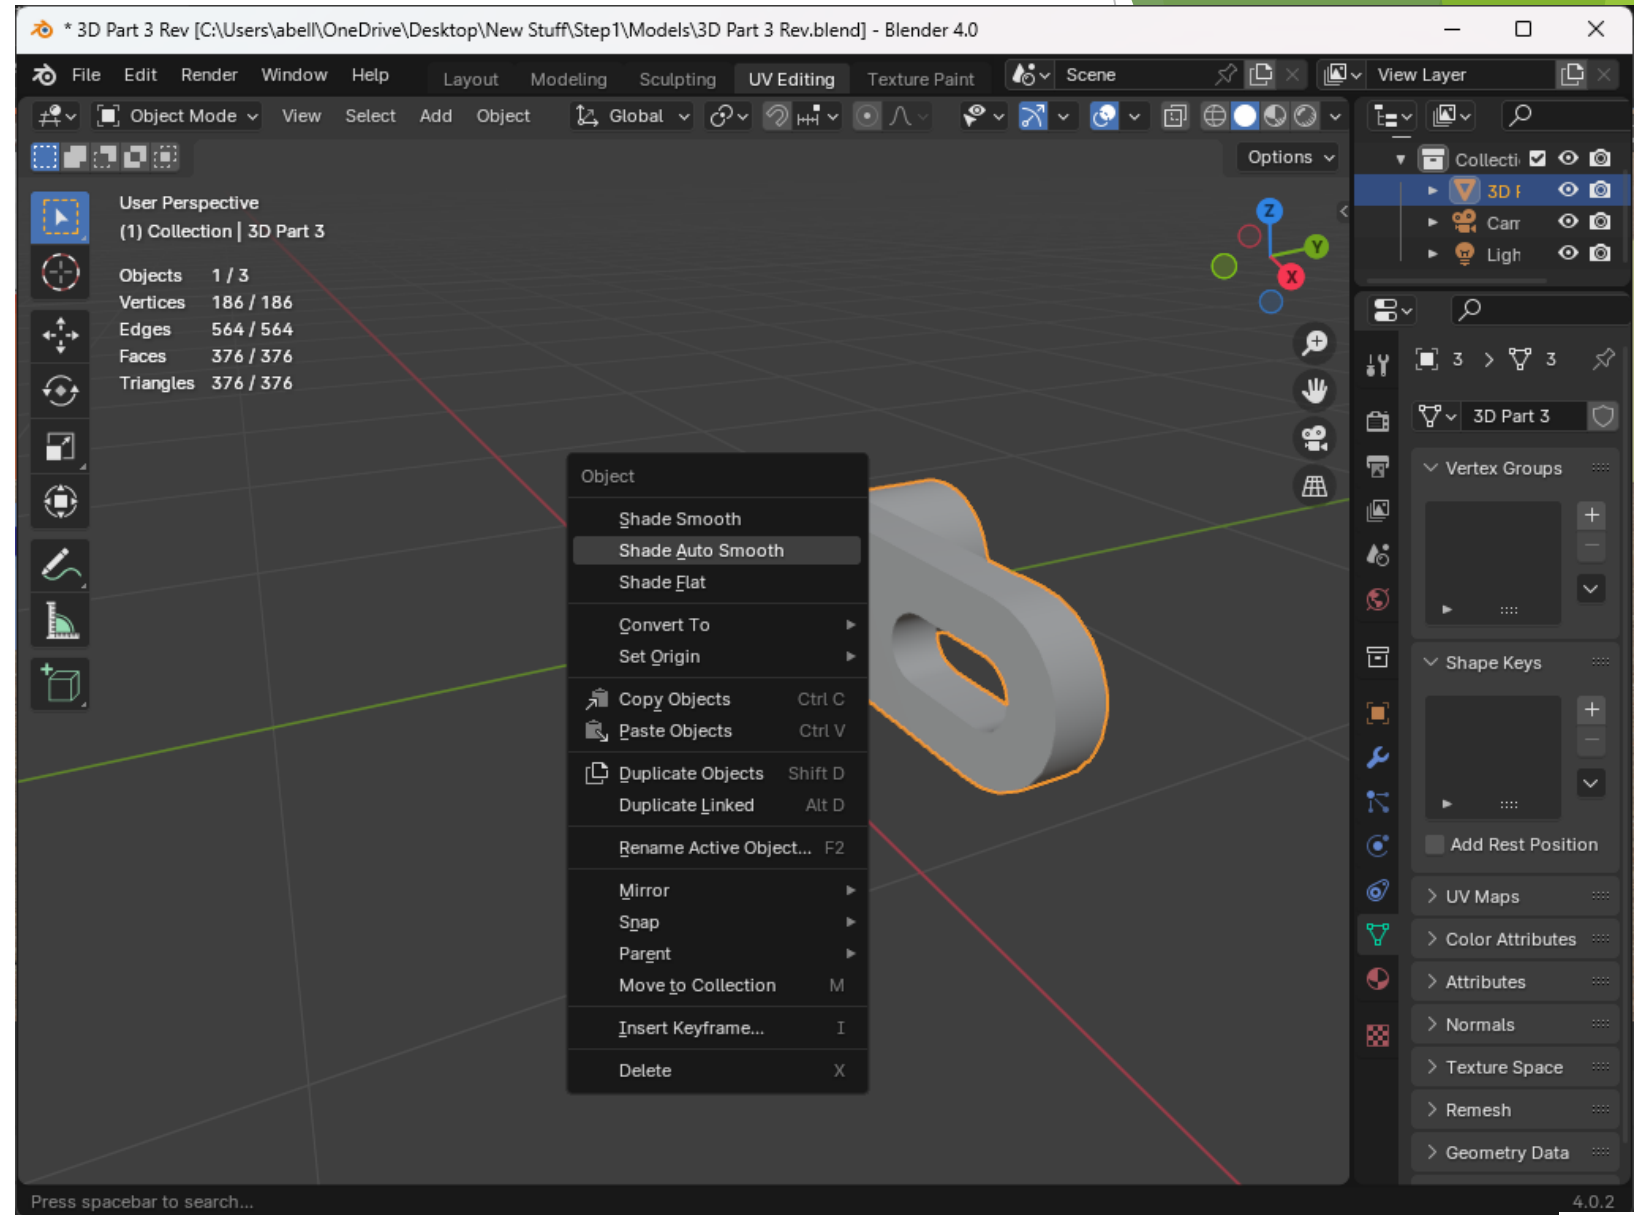 * 3D Part 3 Rev [C:\Users\abell\OneDrive\Desktop\New Stuff\Step1\Models\3D Part 3 Rev.blend] - Blender 4.0
File Edit Render Window Help Layout Modeling Sculpting UV Editing Texture Paint Scene View Layer
Object Mode View Select Add Object Global
Options
User Perspective
(1) Collection | 3D Part 3
Objects 1 / 3
Vertices 186 / 186
Edges 564 / 564
Faces 376 / 376
Triangles 376 / 376
Z
Y
X
Object
Shade Smooth
Shade Auto Smooth
Shade Flat
Convert To
Set Origin
Copy Objects Ctrl C
Paste Objects Ctrl V
Duplicate Objects Shift D
Duplicate Linked Alt D
Rename Active Object... F2
Mirror
Snap
Parent
Move to Collection M
Insert Keyframe... I
Delete X
Collecti
3D F
Cam
Ligh
3 > 3
3D Part 3
Vertex Groups
Shape Keys
Add Rest Position
UV Maps
Color Attributes
Attributes
Normals
Texture Space
Remesh
Geometry Data
Press spacebar to search...
4.0.2